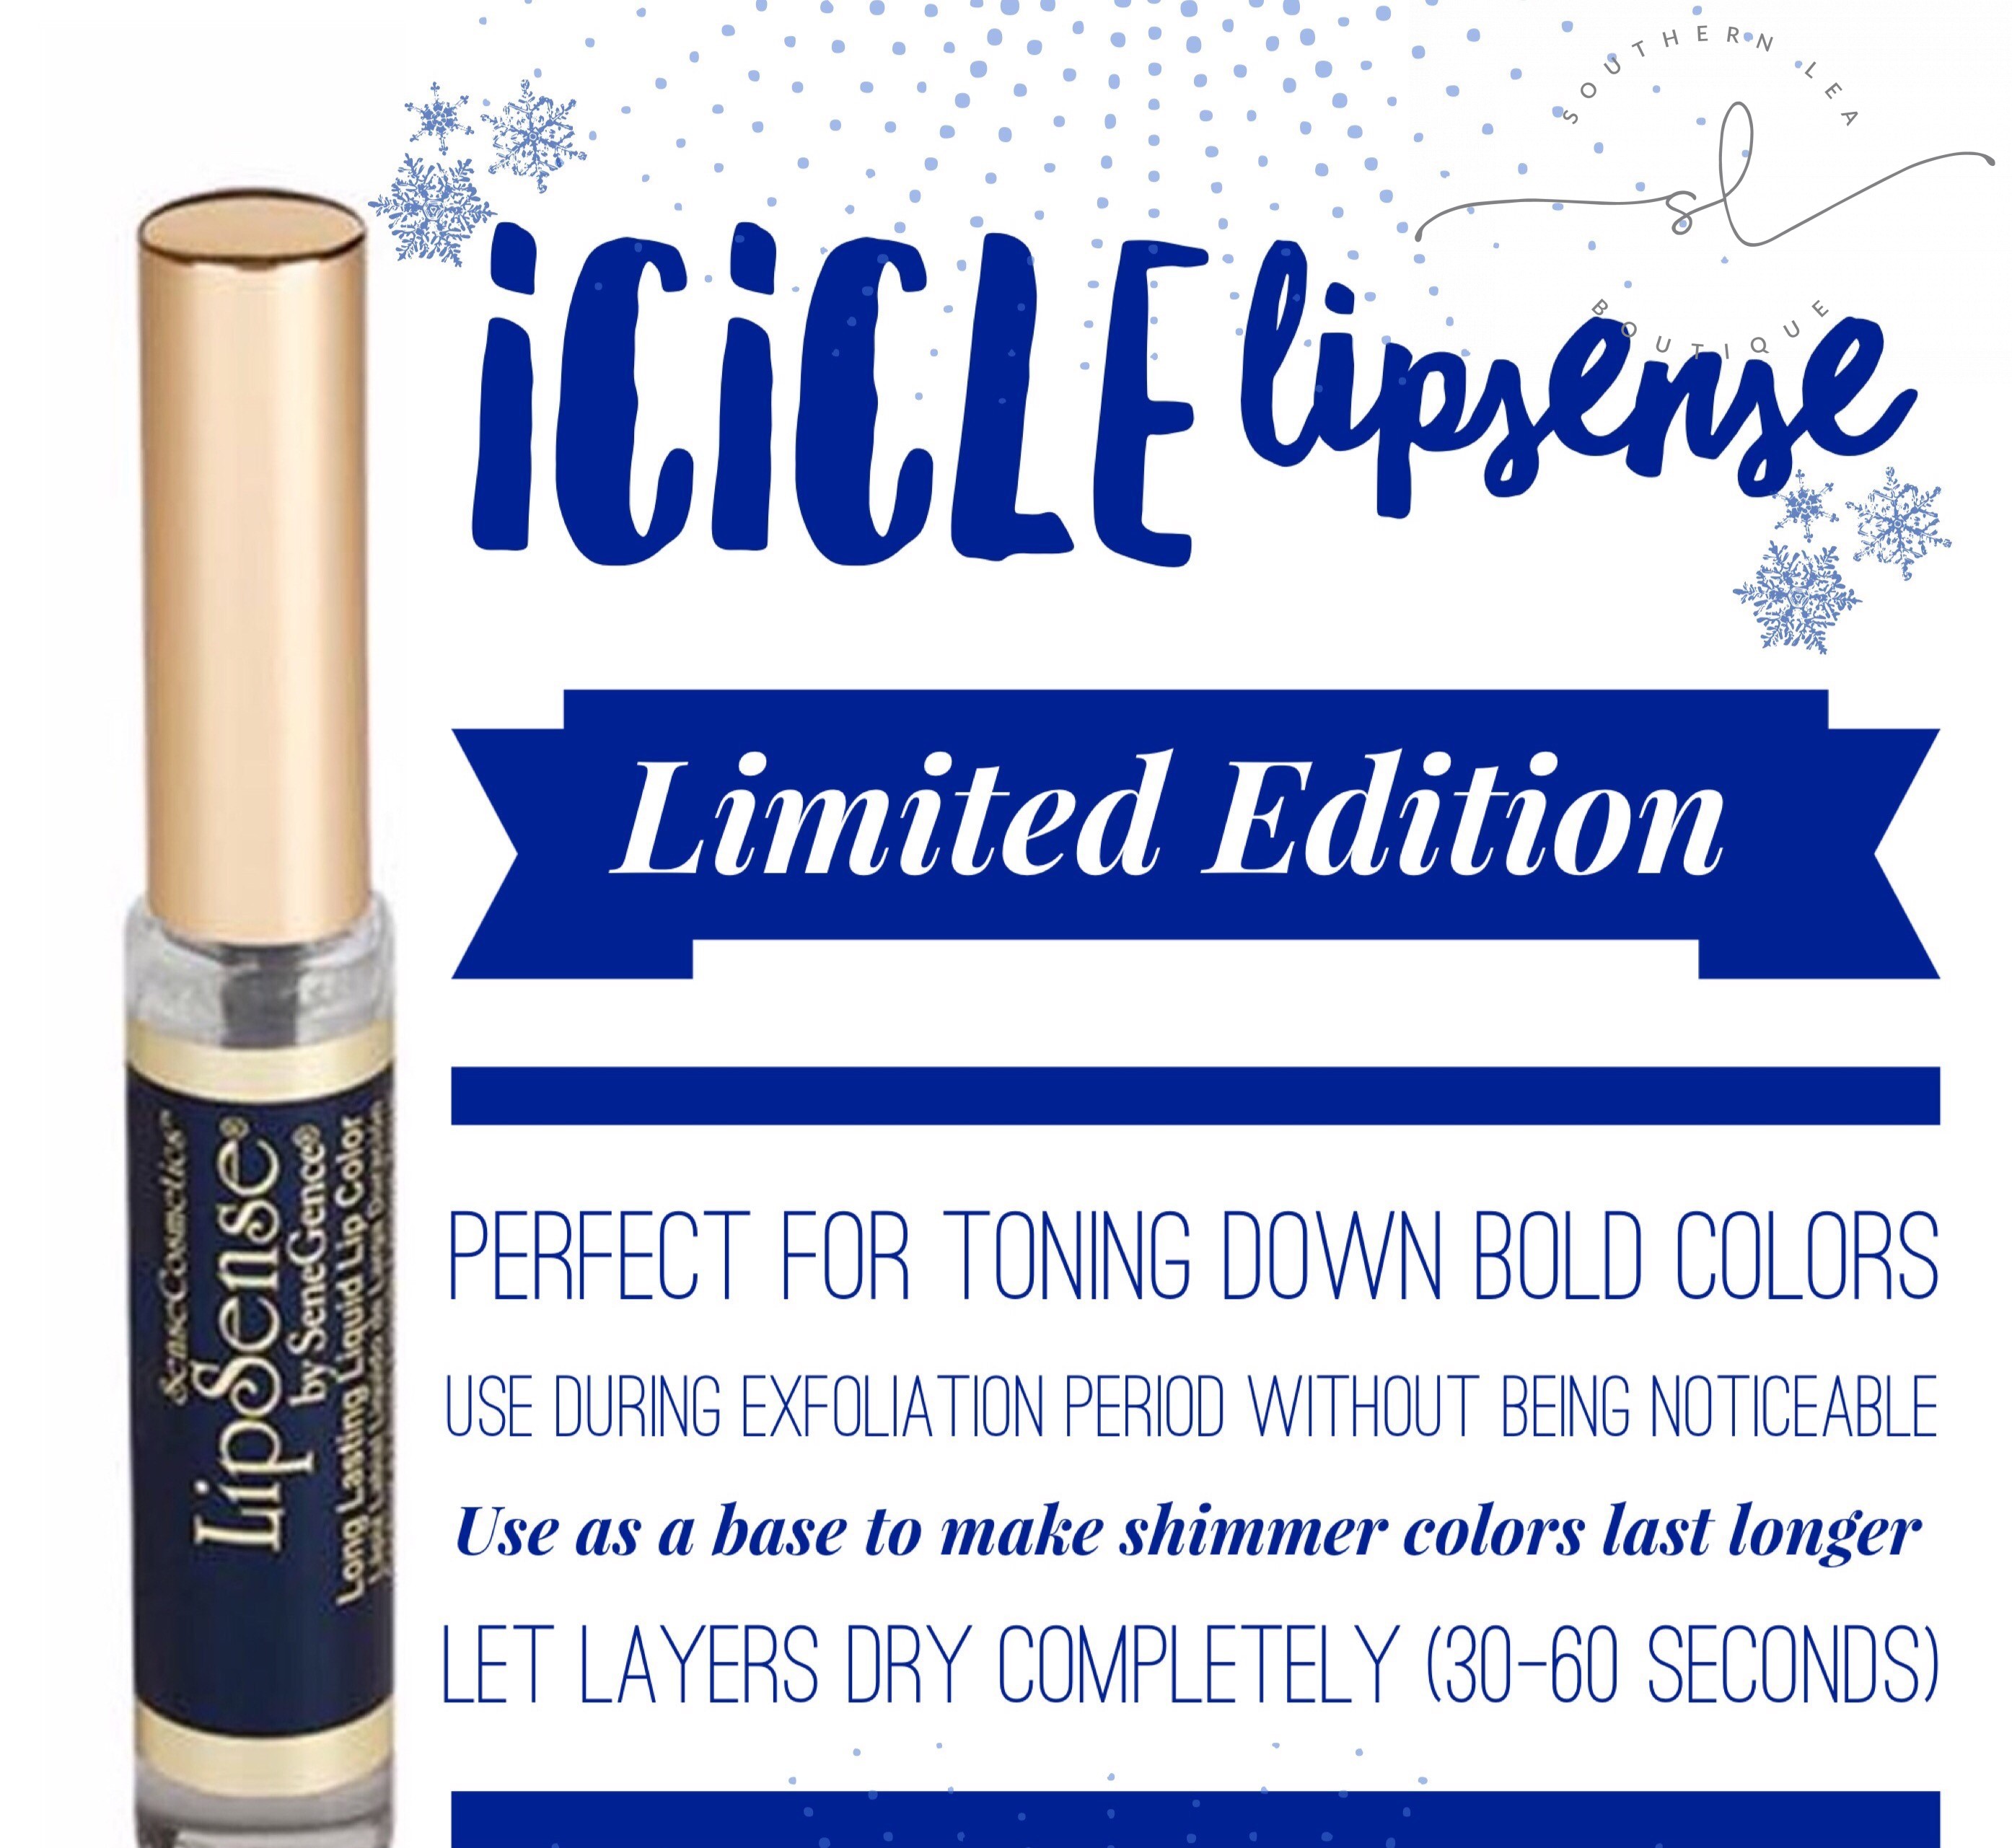 SOUTHERN LEA
sl
BOUTIQUE
iCiCLE lipsense
Limited Edition
PERFECT FOR TONING DOWN BOLD COLORS
USE DURING EXFOLIATION PERIOD WITHOUT BEING NOTICEABLE
Use as a base to make shimmer colors last longer
LET LAYERS DRY COMPLETELY (30-60 SECONDS)
SenseCosmetics™
LipSense®
by SeneGence®
Long Lasting Liquid Lip Color